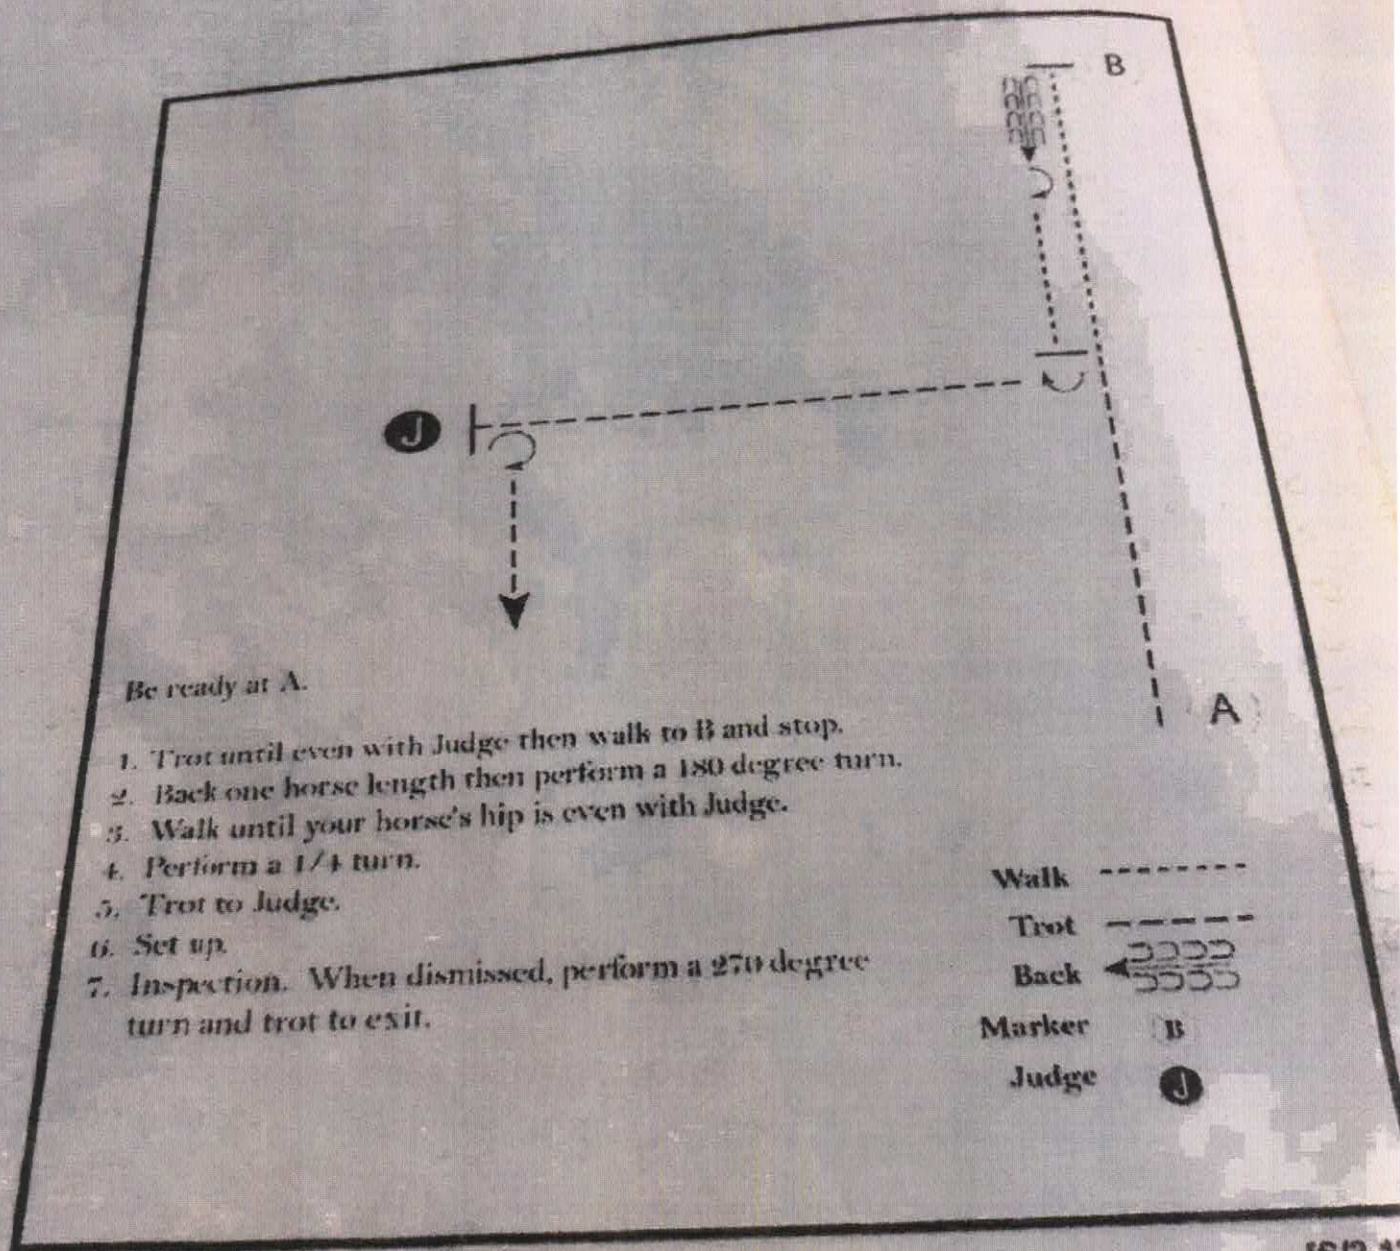 B
J
A
Be ready at A.
1. Trot until even with Judge then walk to B and stop.
2. Back one horse length then perform a 180 degree turn.
3. Walk until your horse's hip is even with Judge.
4. Perform a 1/4 turn.
5. Trot to Judge.
6. Set up.
7. Inspection. When dismissed, perform a 270 degree
turn and trot to exit.
Walk
Trot
Back
Marker B
Judge J